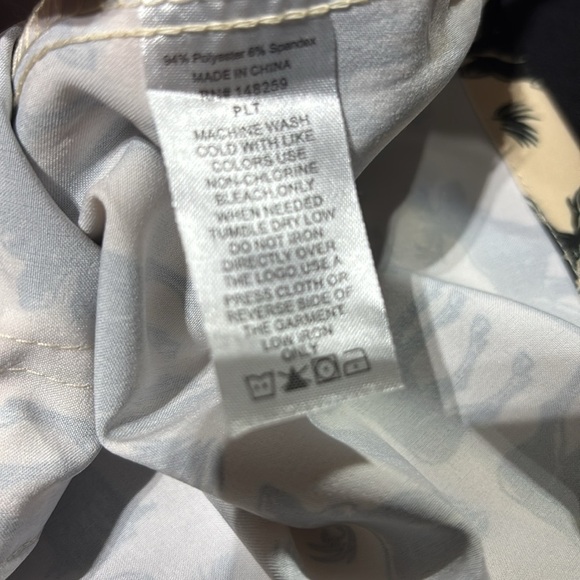 94% Polyester 6% Spandex
MADE IN CHINA
RN# 148259
PLT
MACHINE WASH
COLD WITH LIKE
COLORS USE
NON-CHLORINE
BLEACH ONLY
WHEN NEEDED
TUMBLE DRY LOW
DO NOT IRON
DIRECTLY OVER
THE LOGO. USE A
PRESS CLOTH OR
REVERSE SIDE OF
THE GARMENT
LOW IRON
ONLY